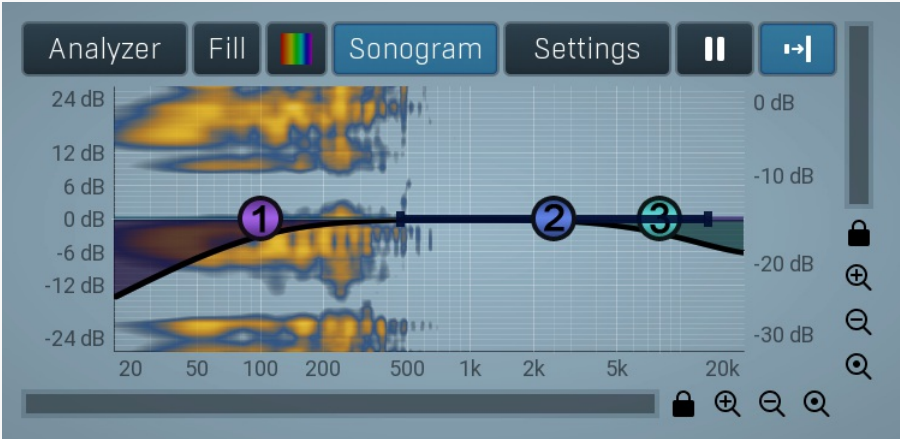 Analyzer Fill Sonogram Settings
24 dB 0 dB
12 dB
-10 dB
6 dB
0 dB 1 2 3
-6 dB
-20 dB
-12 dB
-24 dB -30 dB
20 50 100 200 500 1k 2k 5k 20k